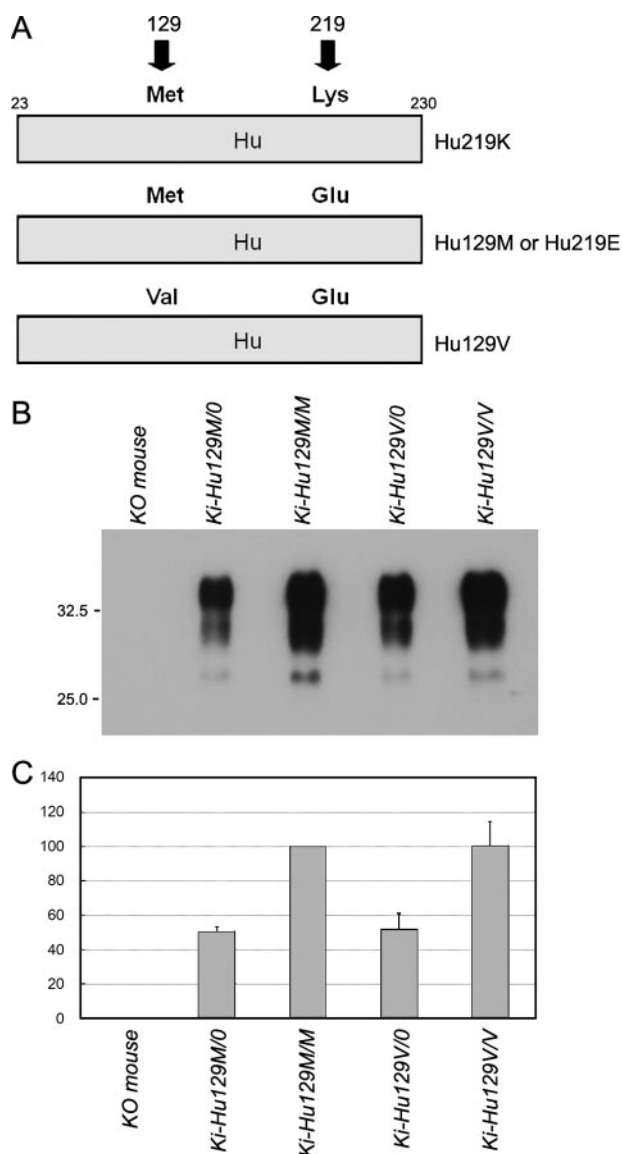 A
129 219
Met Lys
23 230
Hu Hu219K
Met Glu
Hu Hu129M or Hu219E
Val Glu
Hu Hu129V
B
KO mouse Ki-Hu129M/0 Ki-Hu129M/M Ki-Hu129V/0 Ki-Hu129V/V
32.5 -
25.0 -
C
140
120
100
80
60
40
20
0
KO mouse Ki-Hu129M/0 Ki-Hu129M/M Ki-Hu129V/0 Ki-Hu129V/V